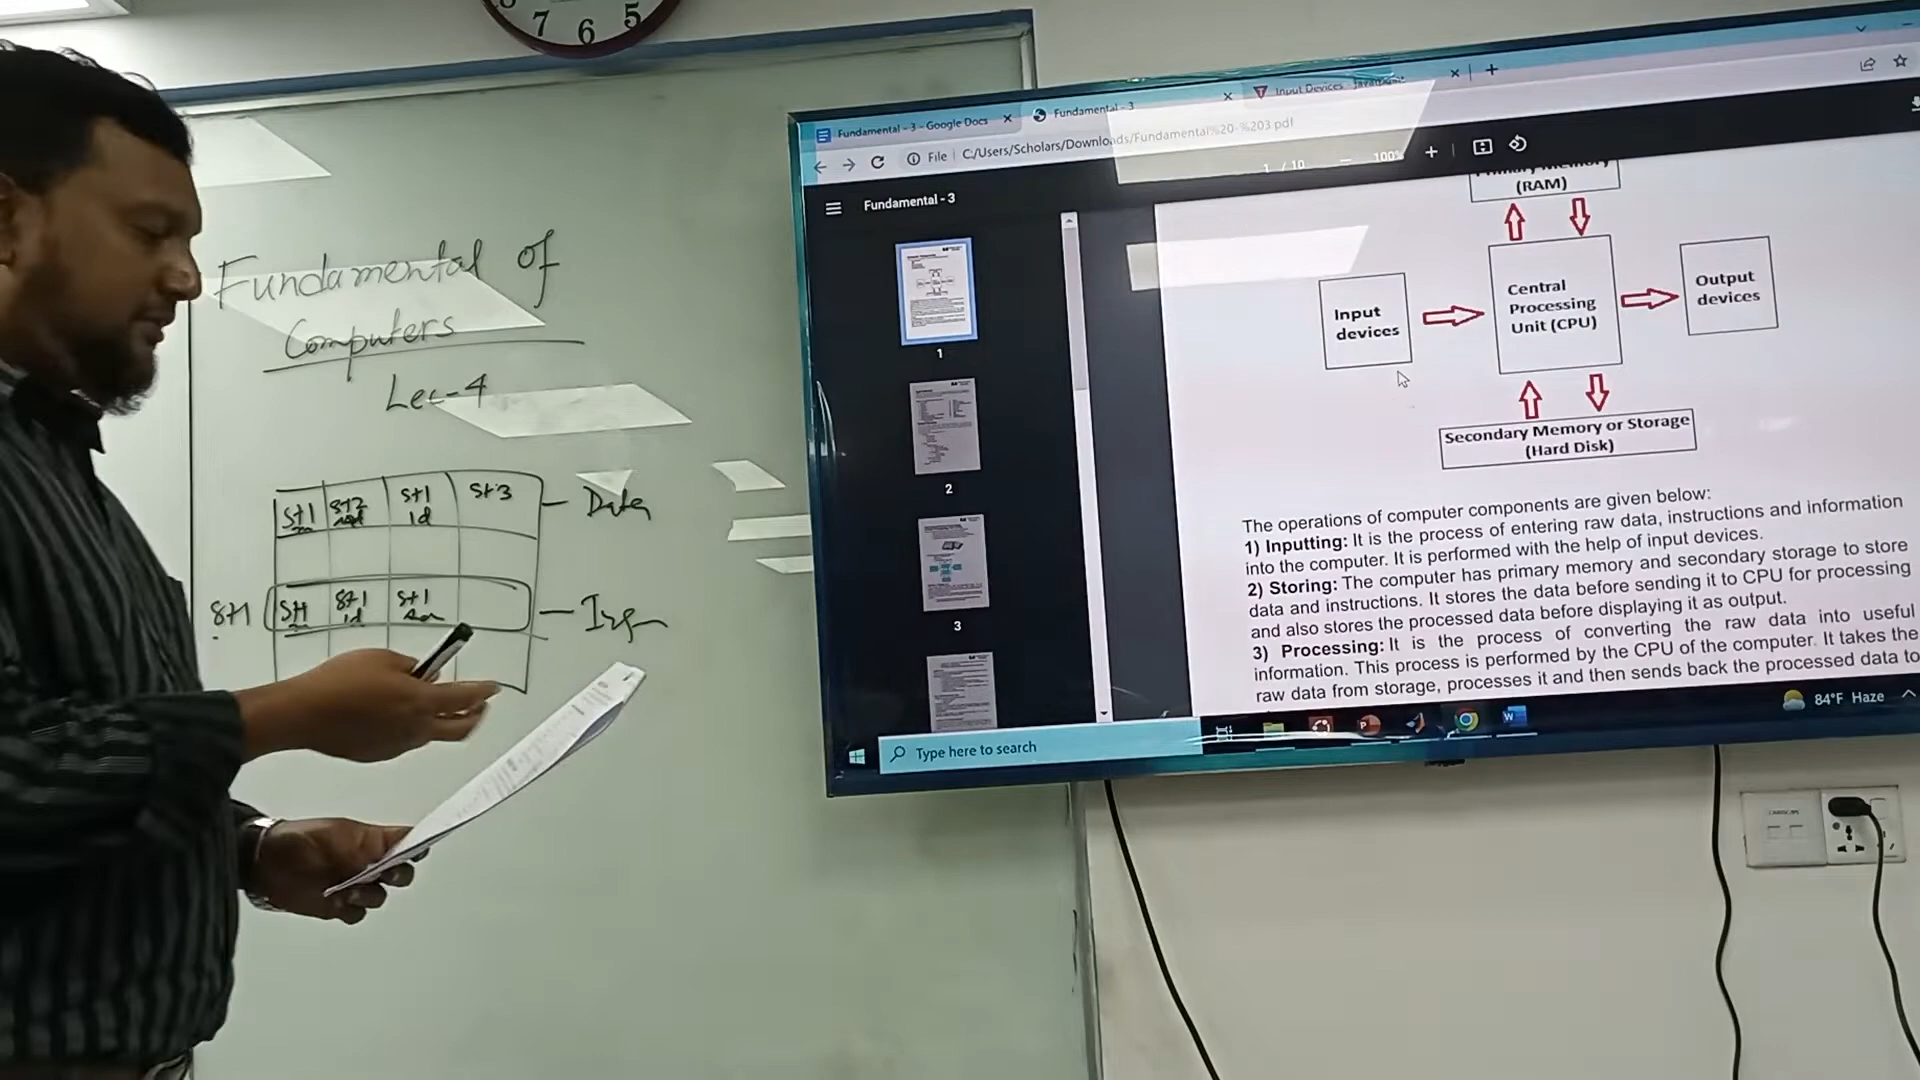 7 6 5
Fundamental of
Computers
Lec-4
St1 St2 St1 St3
id
Data
St1 St1 St1
id
Fundamental - 3 - Google Docs
Fundamental - 3
Input Devices
File C:/Users/Scholars/Downloads/Fundamental%20-%203.pdf
Fundamental - 3
1 / 10 — 100% +
1
2
3
(RAM)
Input
devices
Central
Processing
Unit (CPU)
Output
devices
Secondary Memory or Storage
(Hard Disk)
The operations of computer components are given below:
1) Inputting: It is the process of entering raw data, instructions and information
into the computer. It is performed with the help of input devices.
2) Storing: The computer has primary memory and secondary storage to store
data and instructions. It stores the data before sending it to CPU for processing
and also stores the processed data before displaying it as output.
3) Processing: It is the process of converting the raw data into useful
information. This process is performed by the CPU of the computer. It takes the
raw data from storage, processes it and then sends back the processed data to
Type here to search
84°F Haze